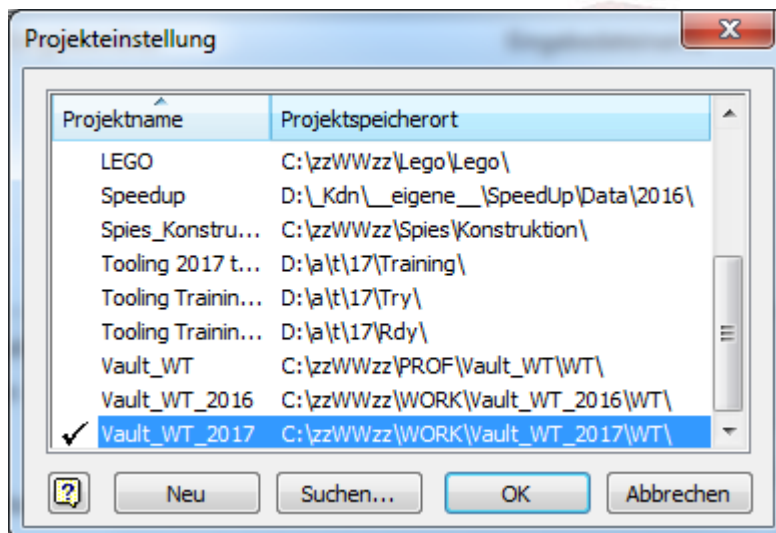 Projekteinstellung
Projektname Projektspeicherort
LEGO C:\zzWWzz\Lego\Lego\
Speedup D:\_Kdn\__eigene__\SpeedUp\Data\2016\
Spies_Konstru... C:\zzWWzz\Spies\Konstruktion\
Tooling 2017 t... D:\a\t\17\Training\
Tooling Trainin... D:\a\t\17\Try\
Tooling Trainin... D:\a\t\17\Rdy\
Vault_WT C:\zzWWzz\PROF\Vault_WT\WT\
Vault_WT_2016 C:\zzWWzz\WORK\Vault_WT_2016\WT\
Vault_WT_2017 C:\zzWWzz\WORK\Vault_WT_2017\WT\
Neu Suchen... OK Abbrechen